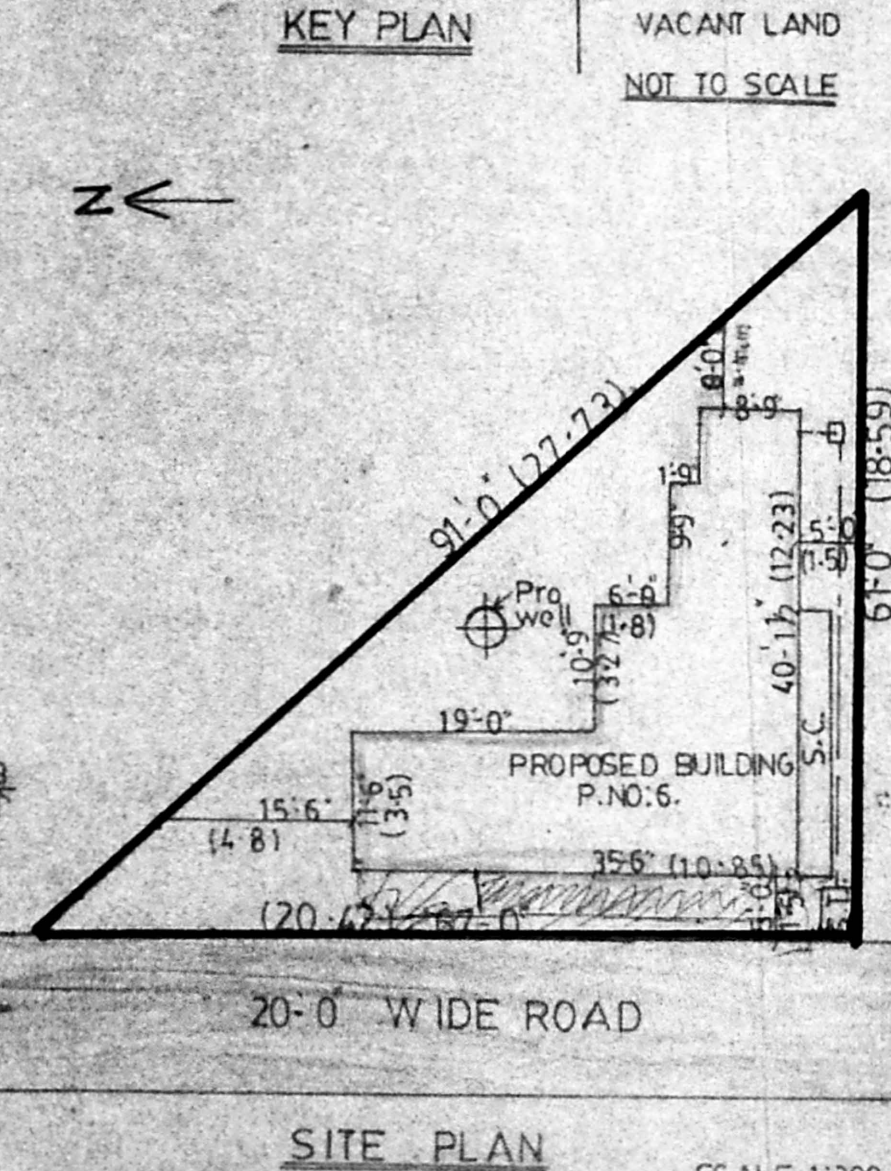 KEY PLAN
VACANT LAND
NOT TO SCALE
N
8'-0"
8'-9"
91'-0" (27·73)
61'-0" (18·59)
1'-9"
9'9"
5'-0
(1·5)
40'-1½" (12·23)
Pro
well
6'-0"
(1·8)
10'-9
19'-0"
PROPOSED BUILDING
P.NO:6.
S.C.
15'-6"
(4·8)
11'-6"
(3·5)
35'6" (10·85)
(20·42) 67'-0"
20'-0" WIDE ROAD
SITE PLAN